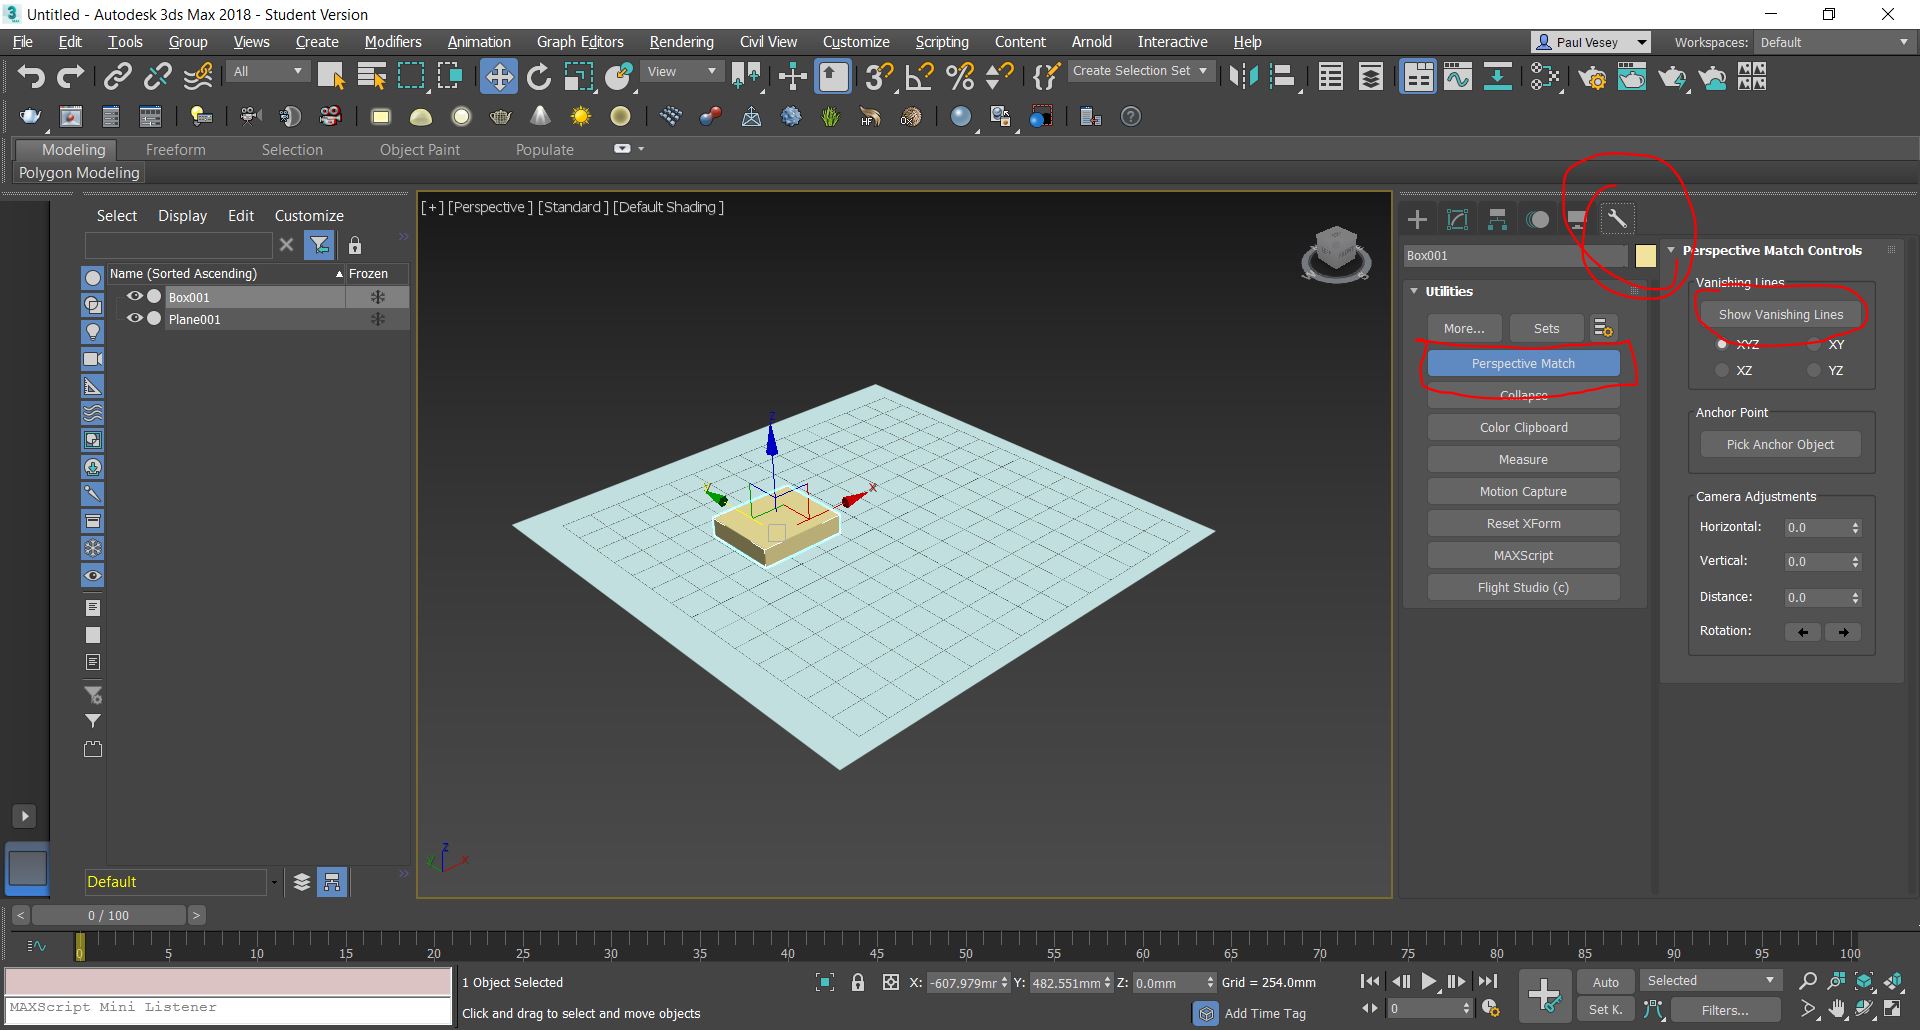 Untitled - Autodesk 3ds Max 2018 - Student Version
File Edit Tools Group Views Create Modifiers Animation Graph Editors Rendering Civil View Customize Scripting Content Arnold Interactive Help Paul Vesey Workspaces: Default
All View Create Selection Set
Modeling Freeform Selection Object Paint Populate
Polygon Modeling
Select Display Edit Customize
Name (Sorted Ascending) Frozen
Box001
Plane001
Default
[+] [Perspective ] [Standard ] [Default Shading ]
Z
Y
X
z
y
x
Box001
Utilities
More... Sets
Perspective Match
Collapse
Color Clipboard
Measure
Motion Capture
Reset XForm
MAXScript
Flight Studio (c)
Perspective Match Controls
Vanishing Lines
Show Vanishing Lines
XYZ XY
XZ YZ
Anchor Point
Pick Anchor Object
Camera Adjustments
Horizontal: 0.0
Vertical: 0.0
Distance: 0.0
Rotation:
< 0 / 100 >
0 5 10 15 20 25 30 35 40 45 50 55 60 65 70 75 80 85 90 95 100
1 Object Selected X: -607.979mr Y: 482.551mm Z: 0.0mm Grid = 254.0mm Auto Selected
MAXScript Mini Listener
Click and drag to select and move objects Add Time Tag 0 Set K. Filters...